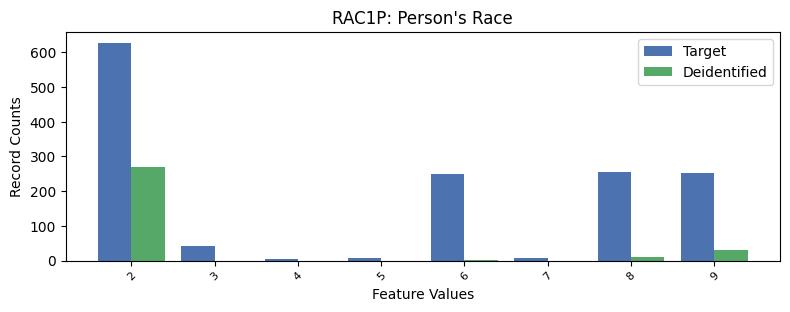 RAC1P: Person's Race
Target
Deidentified
Record Counts
600
500
400
300
200
100
0
2 3 4 5 6 7 8 9
Feature Values